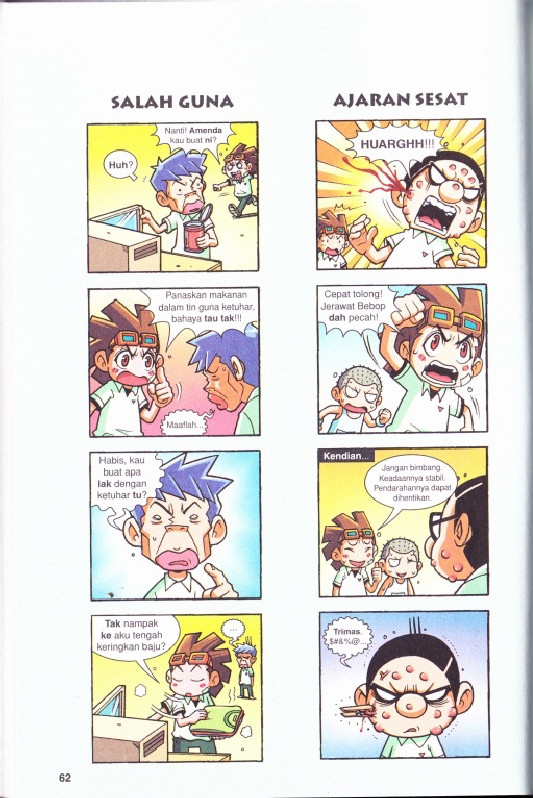 SALAH GUNA
Nanti! Amenda
kau buat ni?
Huh?
Panaskan makanan
dalam tin guna ketuhar,
bahaya tau tak!!!
Maaflah...
Habis, kau
buat apa
liak dengan
ketuhar tu?
Tak nampak
ke aku tengah
keringkan baju?
...
AJARAN SESAT
HUARGHH!!!
Cepat tolong!
Jerawat Bebop
dah pecah!
Kendian...
Jangan bimbang.
Keadaannya stabil.
Pendarahannya dapat
dihentikan.
Trimas.
$#&%@...
62